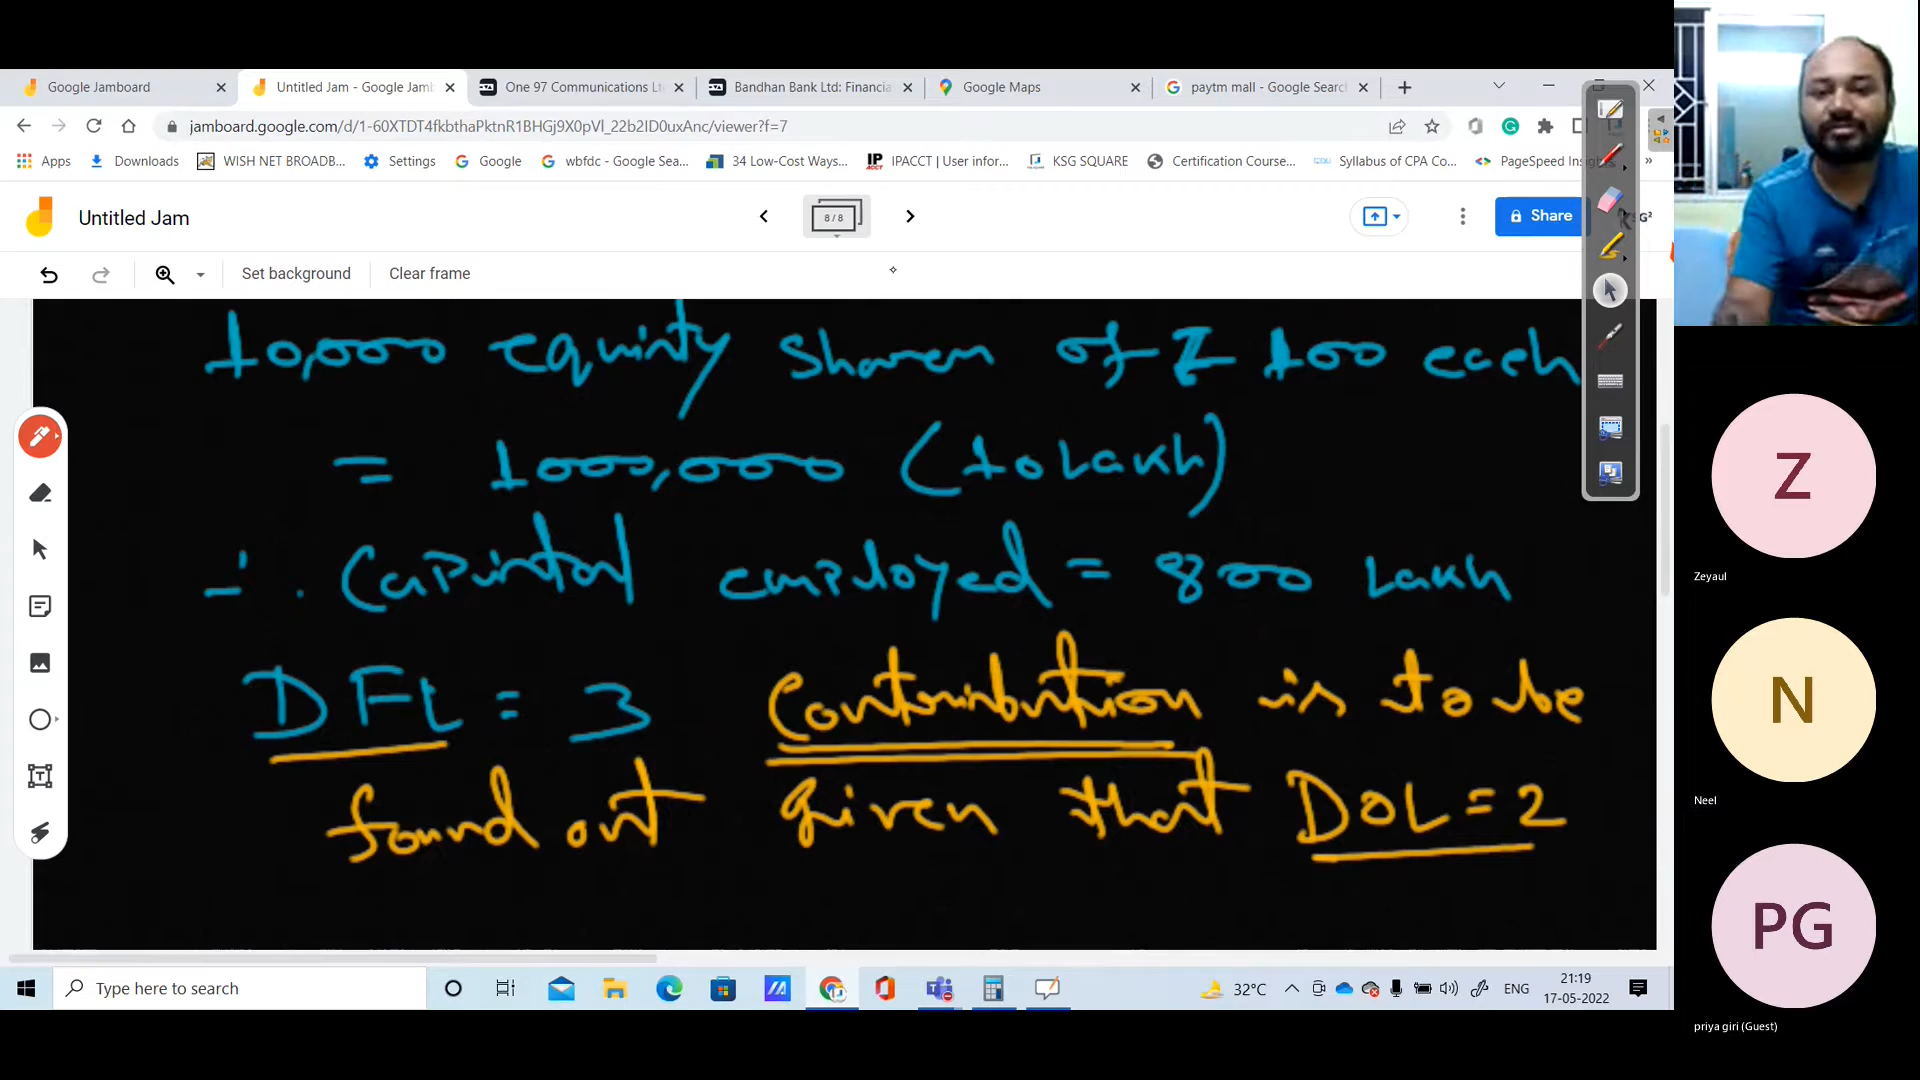 Google Jamboard
Untitled Jam - Google Jamb
One 97 Communications Lt
Bandhan Bank Ltd: Financia
Google Maps
paytm mall - Google Searc
jamboard.google.com/d/1-60XTDT4fkbthaPktnR1BHGj9X0pVl_22b2ID0uxAnc/viewer?f=7
Apps
Downloads
WISH NET BROADB...
Settings
Google
wbfdc - Google Sea...
34 Low-Cost Ways...
IPACCT | User infor...
KSG SQUARE
Certification Course...
Syllabus of CPA Co...
PageSpeed Insig
Untitled Jam
8 / 8
Share
Set background
Clear frame
10,000 equity shares of ₹ 100 each
= 1000,000 (10 Lakh)
∴ Capital employed = 800 Lakh
DFL = 3 Contribution is to be
found out given that DOL = 2
Z
Zeyaul
N
Neel
PG
priya giri (Guest)
Type here to search
32°C
ENG
21:19
17-05-2022